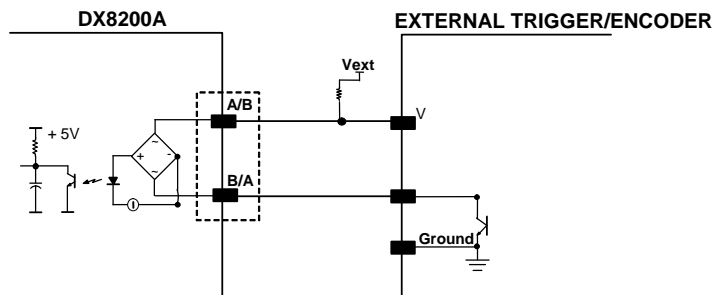 DX8200A
EXTERNAL TRIGGER/ENCODER
Vext
A/B
V
+ 5V
~
+ -
~
B/A
I
Ground